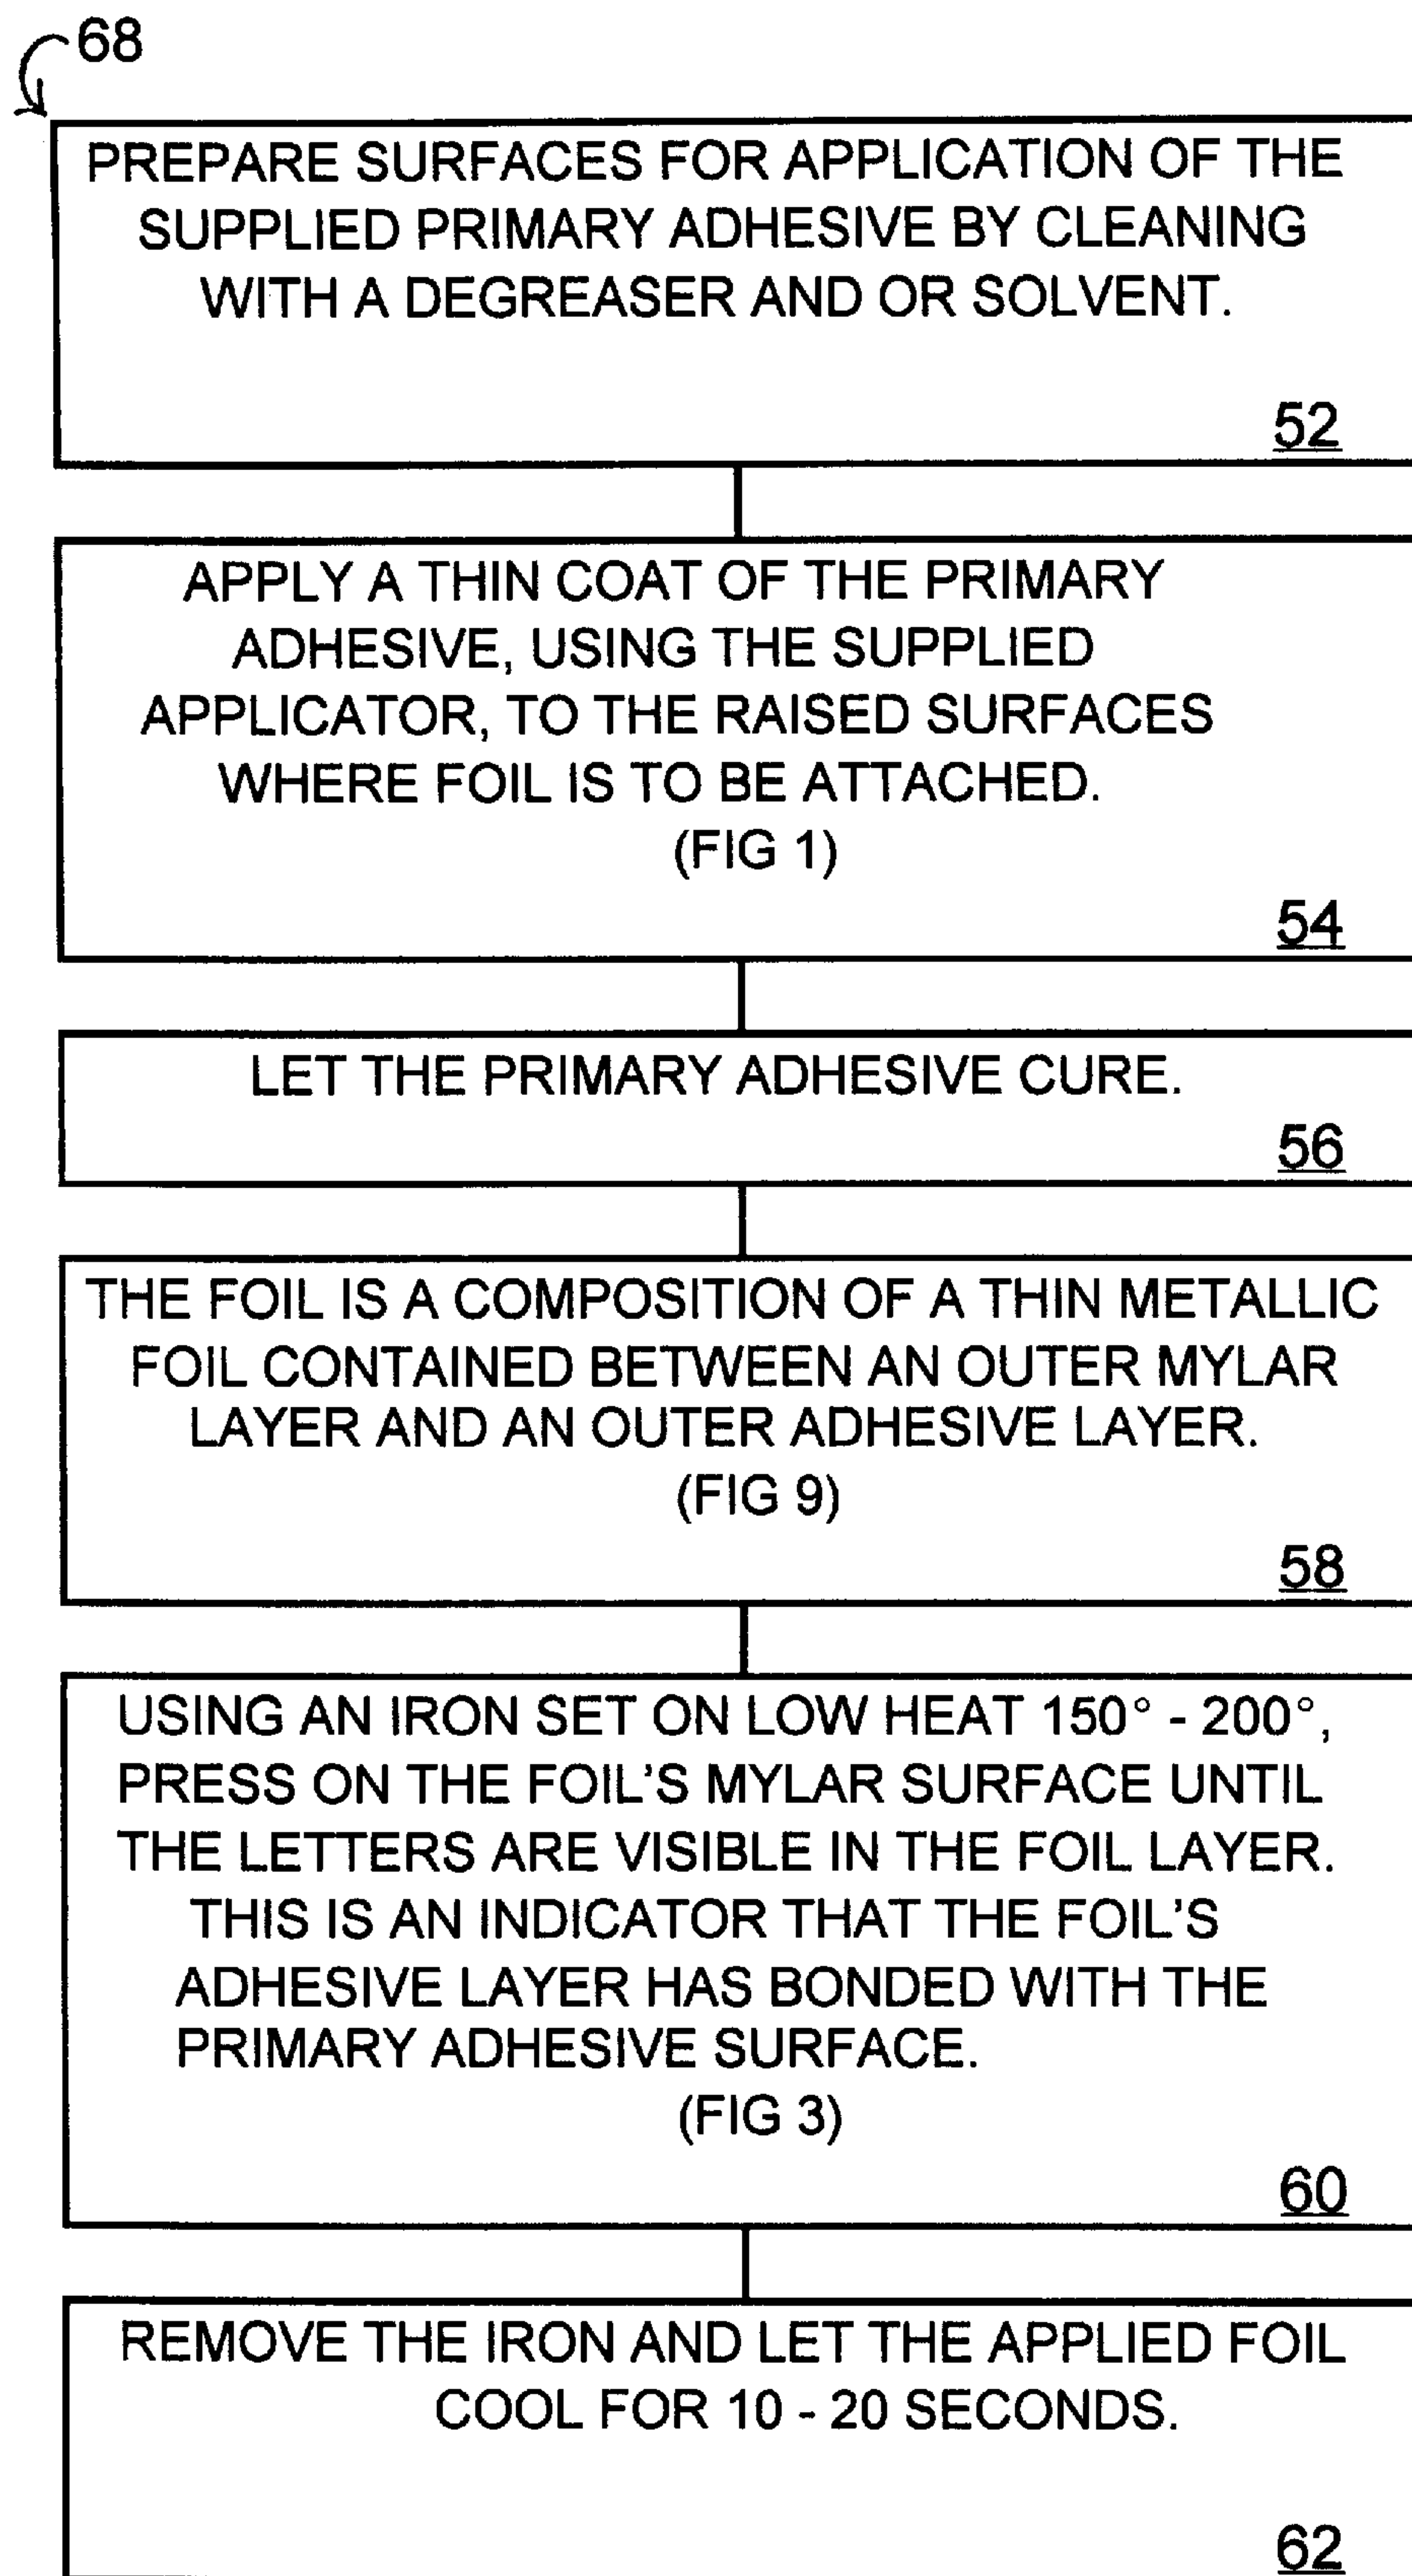 68
PREPARE SURFACES FOR APPLICATION OF THE
SUPPLIED PRIMARY ADHESIVE BY CLEANING
WITH A DEGREASER AND OR SOLVENT.
52
APPLY A THIN COAT OF THE PRIMARY
ADHESIVE, USING THE SUPPLIED
APPLICATOR, TO THE RAISED SURFACES
WHERE FOIL IS TO BE ATTACHED.
(FIG 1)
54
LET THE PRIMARY ADHESIVE CURE.
56
THE FOIL IS A COMPOSITION OF A THIN METALLIC
FOIL CONTAINED BETWEEN AN OUTER MYLAR
LAYER AND AN OUTER ADHESIVE LAYER.
(FIG 9)
58
USING AN IRON SET ON LOW HEAT 150° - 200°,
PRESS ON THE FOIL'S MYLAR SURFACE UNTIL
THE LETTERS ARE VISIBLE IN THE FOIL LAYER.
THIS IS AN INDICATOR THAT THE FOIL'S
ADHESIVE LAYER HAS BONDED WITH THE
PRIMARY ADHESIVE SURFACE.
(FIG 3)
60
REMOVE THE IRON AND LET THE APPLIED FOIL
COOL FOR 10 - 20 SECONDS.
62